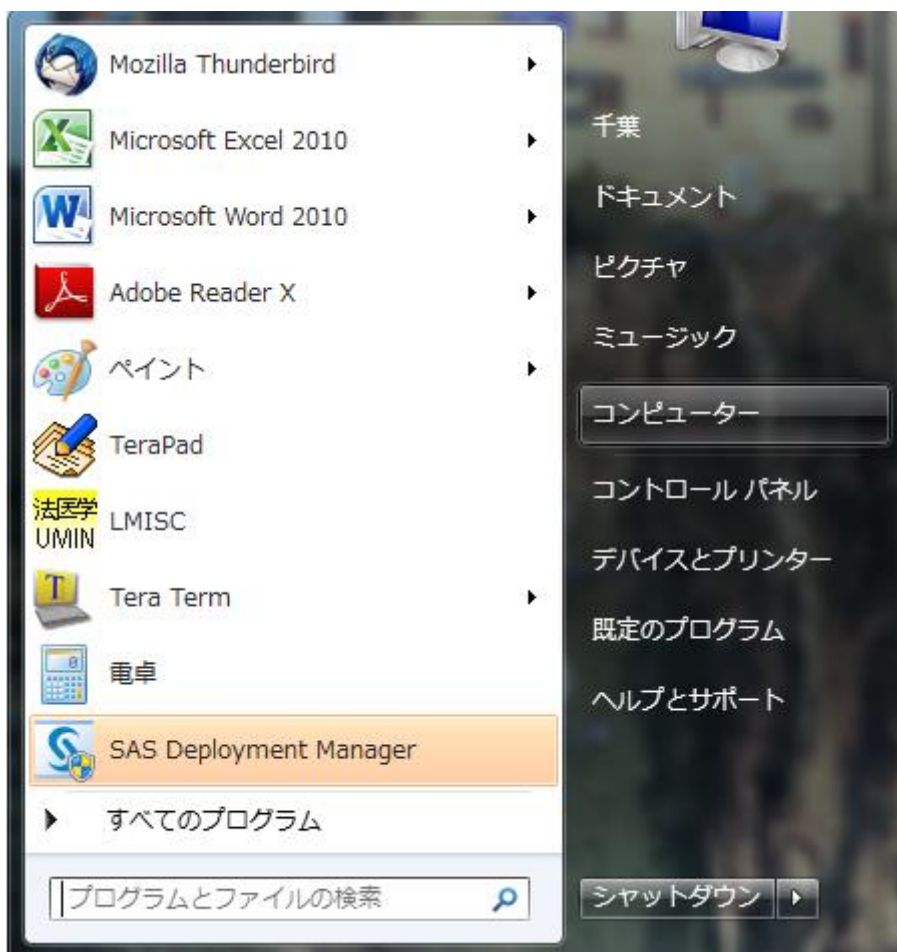 Mozilla Thunderbird
Microsoft Excel 2010
Microsoft Word 2010
Adobe Reader X
ペイント
TeraPad
法医学
UMIN
LMISC
Tera Term
電卓
SAS Deployment Manager
すべてのプログラム
プログラムとファイルの検索
千葉
ドキュメント
ピクチャ
ミュージック
コンピューター
コントロール パネル
デバイスとプリンター
既定のプログラム
ヘルプとサポート
シャットダウン